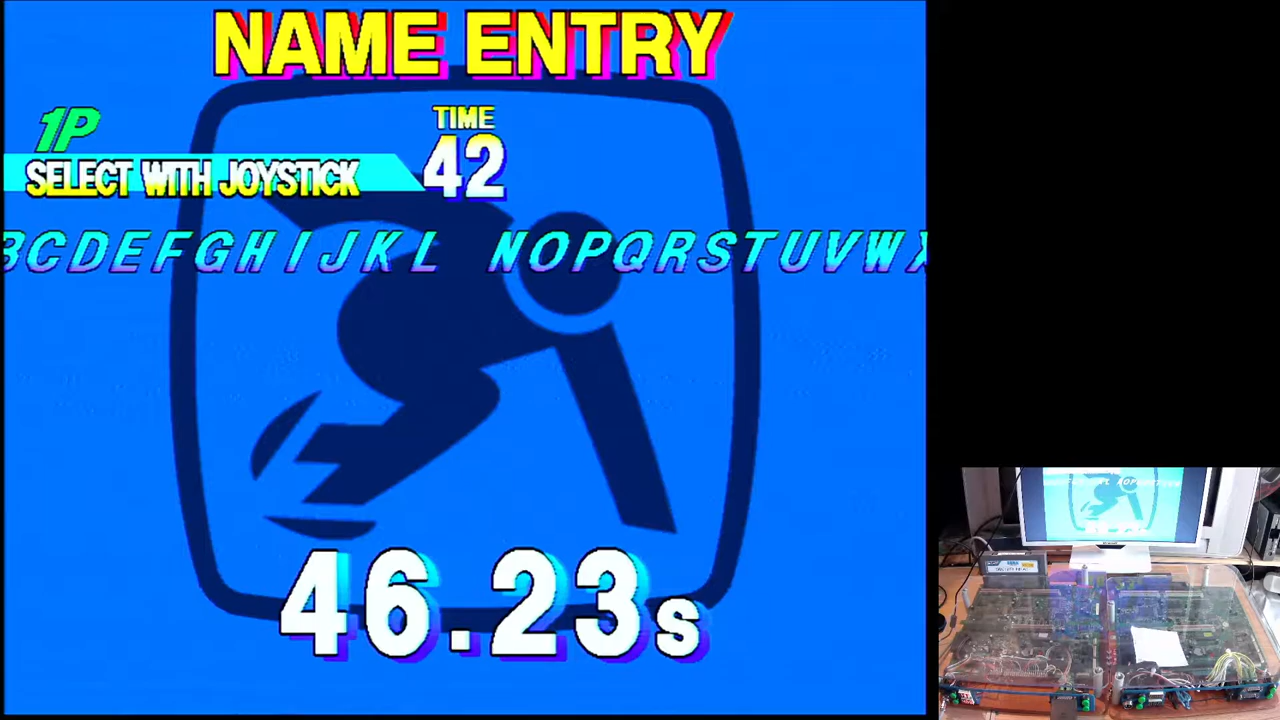 NAME ENTRY
1P
TIME
SELECT WITH JOYSTICK
42
BCDEFGHIJKL NOPQRSTUVWX
46.23s